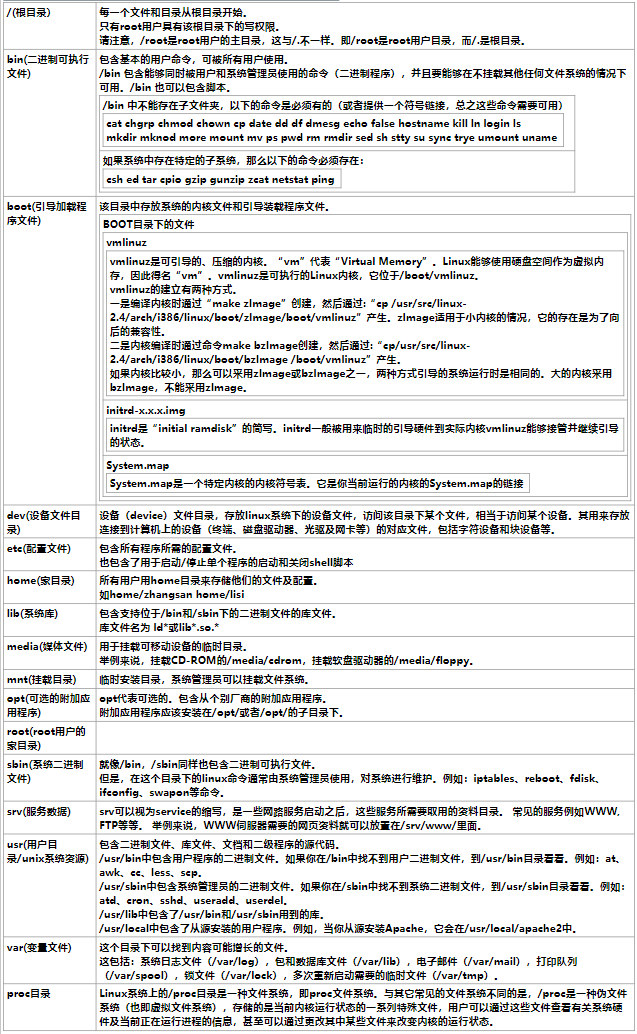 /(根目录)
每一个文件和目录从根目录开始。
只有root用户具有该根目录下的写权限。
请注意，/root是root用户的主目录，这与/.不一样。即/root是root用户目录，而/.是根目录。
bin(二进制可执行
文件)
包含基本的用户命令，可被所有用户使用。
/bin 包含能够同时被用户和系统管理员使用的命令（二进制程序），并且要能够在不挂载其他任何文件系统的情况下
可用。/bin 也可以包含脚本。
/bin 中不能存在子文件夹，以下的命令是必须有的（或者提供一个符号链接，总之这些命令需要可用）
cat chgrp chmod chown cp date dd df dmesg echo false hostname kill ln login ls
mkdir mknod more mount mv ps pwd rm rmdir sed sh stty su sync trye umount uname
如果系统中存在特定的子系统，那么以下的命令必须存在：
csh ed tar cpio gzip gunzip zcat netstat ping
boot(引导加载程
序文件)
该目录中存放系统的内核文件和引导装载程序文件。
BOOT目录下的文件
vmlinuz
vmlinuz是可引导的、压缩的内核。“vm”代表“Virtual Memory”。Linux能够使用硬盘空间作为虚拟内
存，因此得名“vm”。vmlinuz是可执行的Linux内核，它位于/boot/vmlinuz。
vmlinuz的建立有两种方式。
一是编译内核时通过“make zImage”创建，然后通过:“cp /usr/src/linux-
2.4/arch/i386/linux/boot/zImage/boot/vmlinuz”产生。zImage适用于小内核的情况，它的存在是为了向
后的兼容性。
二是内核编译时通过命令make bzImage创建，然后通过:“cp/usr/src/linux-
2.4/arch/i386/linux/boot/bzImage /boot/vmlinuz”产生。
如果内核比较小，那么可以采用zImage或bzImage之一，两种方式引导的系统运行时是相同的。大的内核采用
bzImage，不能采用zImage。
initrd-x.x.x.img
initrd是“initial ramdisk”的简写。initrd一般被用来临时的引导硬件到实际内核vmlinuz能够接管并继续引导
的状态。
System.map
System.map是一个特定内核的内核符号表。它是你当前运行的内核的System.map的链接
dev(设备文件目
录)
设备（device）文件目录，存放linux系统下的设备文件，访问该目录下某个文件，相当于访问某个设备。其用来存放
连接到计算机上的设备（终端、磁盘驱动器、光驱及网卡等）的对应文件，包括字符设备和块设备等。
etc(配置文件)
包含所有程序所需的配置文件。
也包含了用于启动/停止单个程序的启动和关闭shell脚本
home(家目录)
所有用户用home目录来存储他们的文件及配置。
如home/zhangsan home/lisi
lib(系统库)
包含支持位于/bin和/sbin下的二进制文件的库文件。
库文件名为 ld*或lib*.so.*
media(媒体文件)
用于挂载可移动设备的临时目录。
举例来说，挂载CD-ROM的/media/cdrom，挂载软盘驱动器的/media/floppy。
mnt(挂载目录)
临时安装目录，系统管理员可以挂载文件系统。
opt(可选的附加应
用程序)
opt代表可选的。包含从个别厂商的附加应用程序。
附加应用程序应该安装在/opt/或者/opt/的子目录下。
root(root用户的
家目录)
sbin(系统二进制
文件)
就像/bin，/sbin同样也包含二进制可执行文件。
但是，在这个目录下的linux命令通常由系统管理员使用，对系统进行维护。例如：iptables、reboot、fdisk、
ifconfig、swapon等命令。
srv(服务数据)
srv可以视为service的缩写，是一些网路服务启动之后，这些服务所需要取用的资料目录。 常见的服务例如WWW,
FTP等等。 举例来说，WWW伺服器需要的网页资料就可以放置在/srv/www/里面。
usr(用户目
录/unix系统资源)
包含二进制文件、库文件、文档和二级程序的源代码。
/usr/bin中包含用户程序的二进制文件。如果你在/bin中找不到用户二进制文件，到/usr/bin目录看看。例如：at、
awk、cc、less、scp。
/usr/sbin中包含系统管理员的二进制文件。如果你在/sbin中找不到系统二进制文件，到/usr/sbin目录看看。例如：
atd、cron、sshd、useradd、userdel。
/usr/lib中包含了/usr/bin和/usr/sbin用到的库。
/usr/local中包含了从源安装的用户程序。例如，当你从源安装Apache，它会在/usr/local/apache2中。
var(变量文件)
这个目录下可以找到内容可能增长的文件。
这包括：系统日志文件（/var/log），包和数据库文件（/var/lib），电子邮件（/var/mail），打印队列
（/var/spool），锁文件（/var/lock），多次重新启动需要的临时文件（/var/tmp）。
proc目录
Linux系统上的/proc目录是一种文件系统，即proc文件系统。与其它常见的文件系统不同的是，/proc是一种伪文件
系统（也即虚拟文件系统），存储的是当前内核运行状态的一系列特殊文件，用户可以通过这些文件查看有关系统硬
件及当前正在运行进程的信息，甚至可以通过更改其中某些文件来改变内核的运行状态。